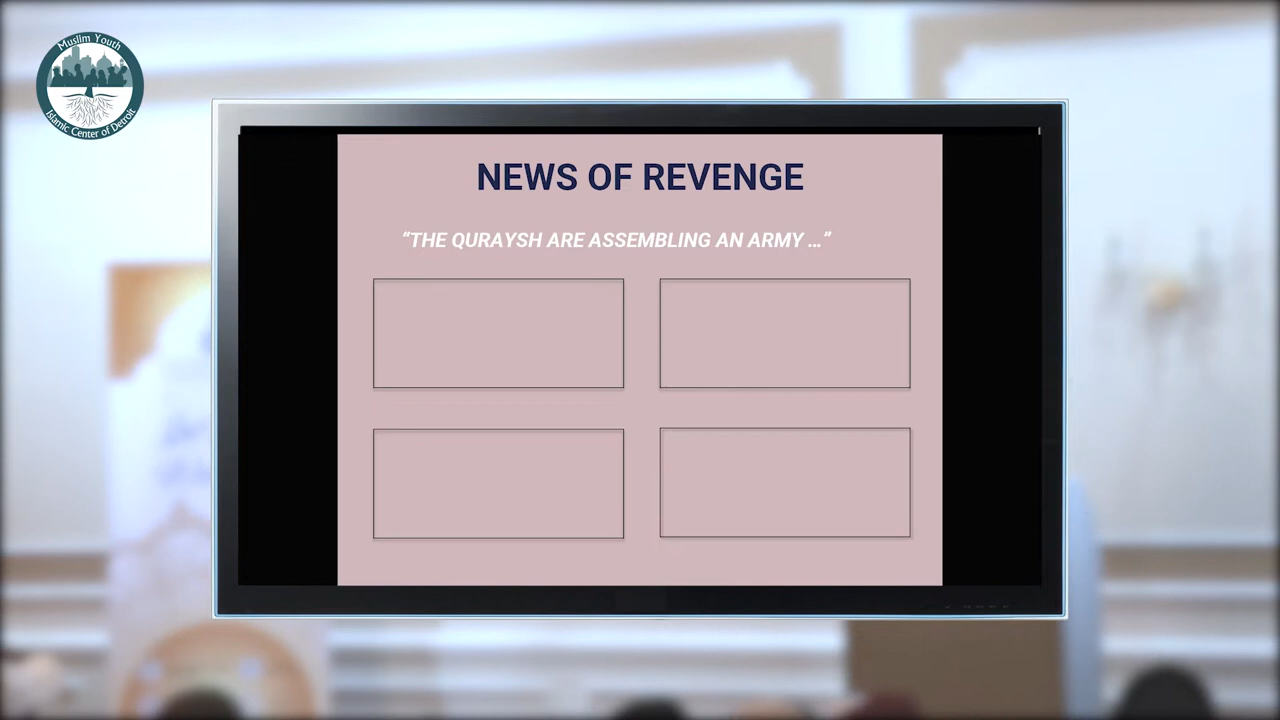 Muslim Youth
Islamic Center of Detroit
NEWS OF REVENGE
“THE QURAYSH ARE ASSEMBLING AN ARMY ...”